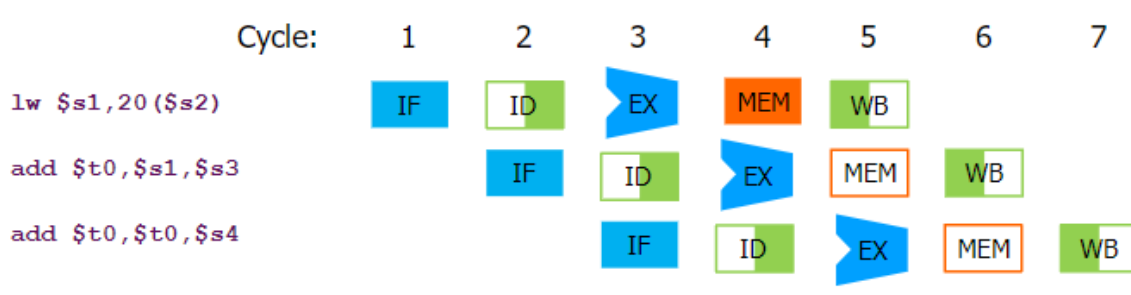 Cycle: 1 2 3 4 5 6 7
lw $s1,20($s2) IF ID EX MEM WB
add $t0,$s1,$s3 IF ID EX MEM WB
add $t0,$t0,$s4 IF ID EX MEM WB